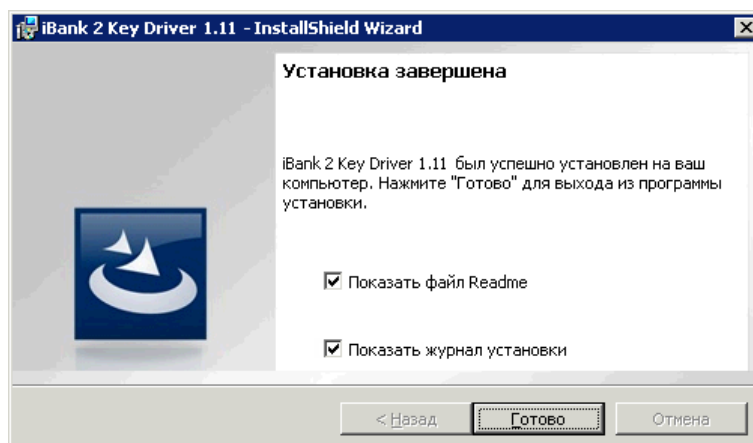 iBank 2 Key Driver 1.11 - InstallShield Wizard
Установка завершена
iBank 2 Key Driver 1.11 был успешно установлен на ваш
компьютер. Нажмите "Готово" для выхода из программы
установки.
Показать файл Readme
Показать журнал установки
< Назад Готово Отмена